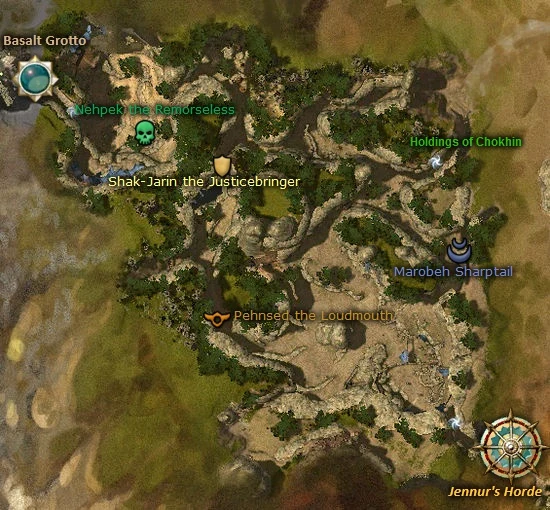 Basalt Grotto
Nehpek the Remorseless
Holdings of Chokhin
Shak-Jarin the Justicebringer
Marobeh Sharptail
Pehnsed the Loudmouth
Jennur's Horde